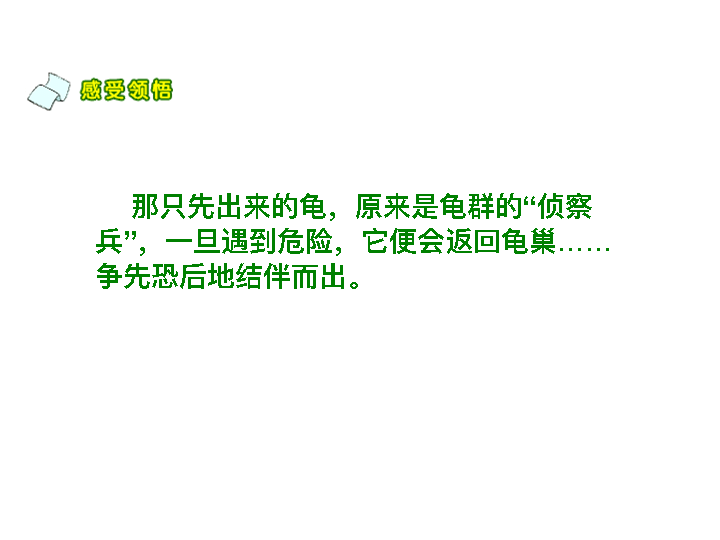 感受领悟
那只先出来的龟，原来是龟群的“侦察
兵”，一旦遇到危险，它便会返回龟巢……
争先恐后地结伴而出。